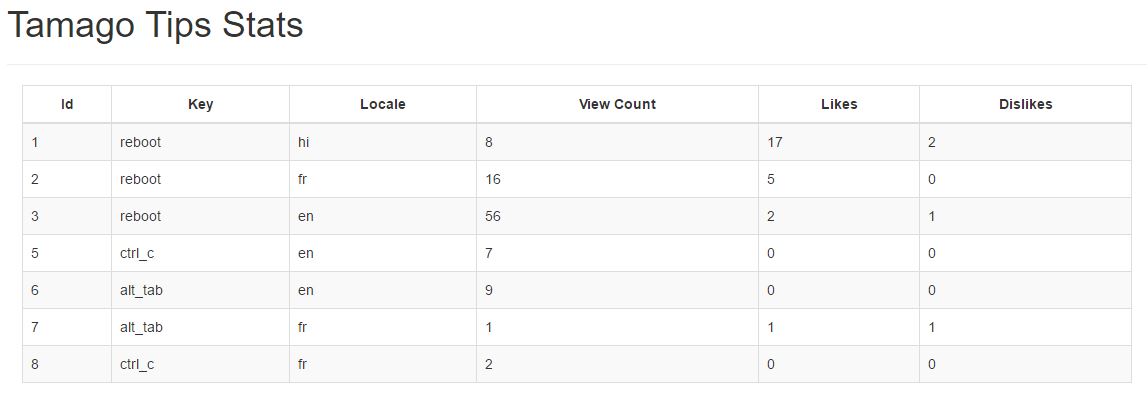 Tamago Tips Stats
Id Key Locale View Count Likes Dislikes
1 reboot hi 8 17 2
2 reboot fr 16 5 0
3 reboot en 56 2 1
5 ctrl_c en 7 0 0
6 alt_tab en 9 0 0
7 alt_tab fr 1 1 1
8 ctrl_c fr 2 0 0